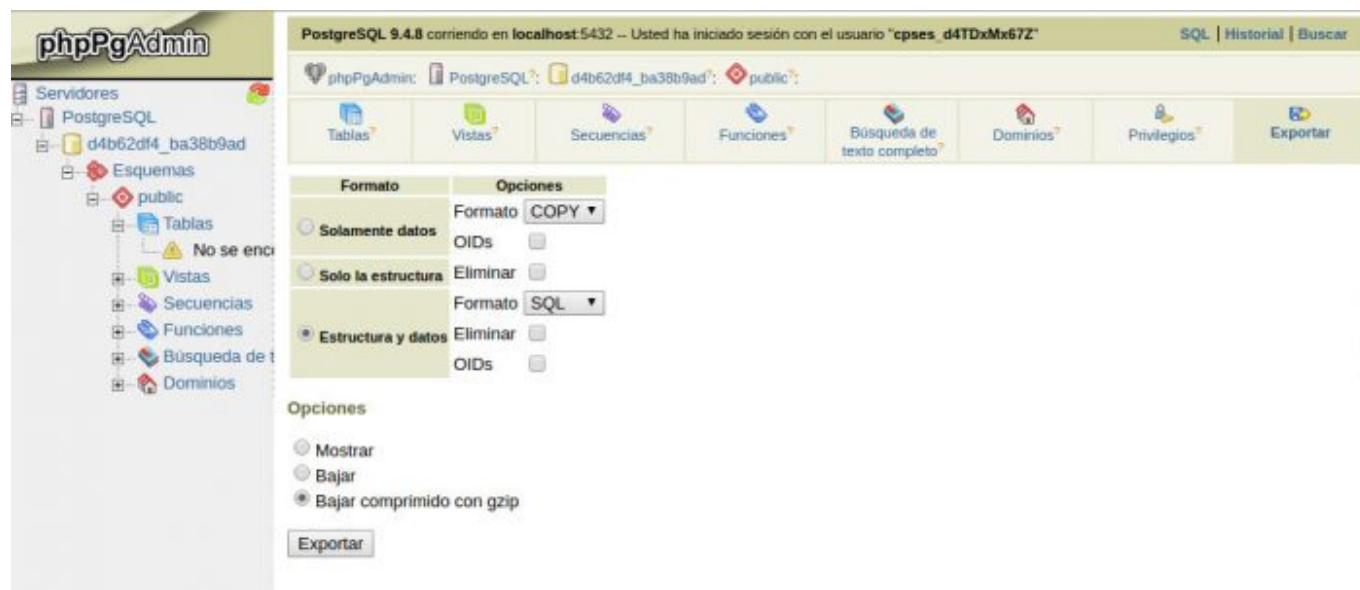 phpPgAdmin
Servidores
PostgreSQL
d4b62df4_ba38b9ad
Esquemas
public
Tablas
No se enc
Vistas
Secuencias
Funciones
Búsqueda de t
Dominios
PostgreSQL 9.4.8 corriendo en localhost:5432 -- Usted ha iniciado sesión con el usuario "cpses_d4TDxMx67Z"
SQL | Historial | Buscar
phpPgAdmin: PostgreSQL?: d4b62df4_ba38b9ad?: public?:
Tablas? Vistas? Secuencias? Funciones? Búsqueda de texto completo? Dominios? Privilegios? Exportar
Formato Opciones
Solamente datos Formato COPY
OIDs
Solo la estructura Eliminar
Formato SQL
Estructura y datos Eliminar
OIDs
Opciones
Mostrar
Bajar
Bajar comprimido con gzip
Exportar